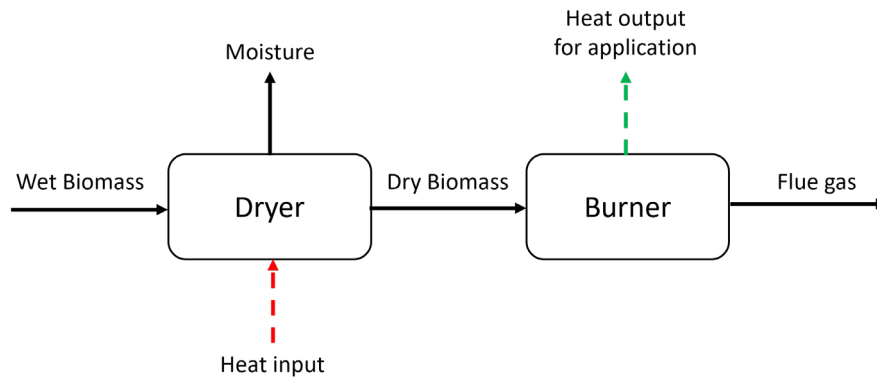 Heat output
for application
Moisture
Wet Biomass
Dryer
Dry Biomass
Burner
Flue gas
Heat input